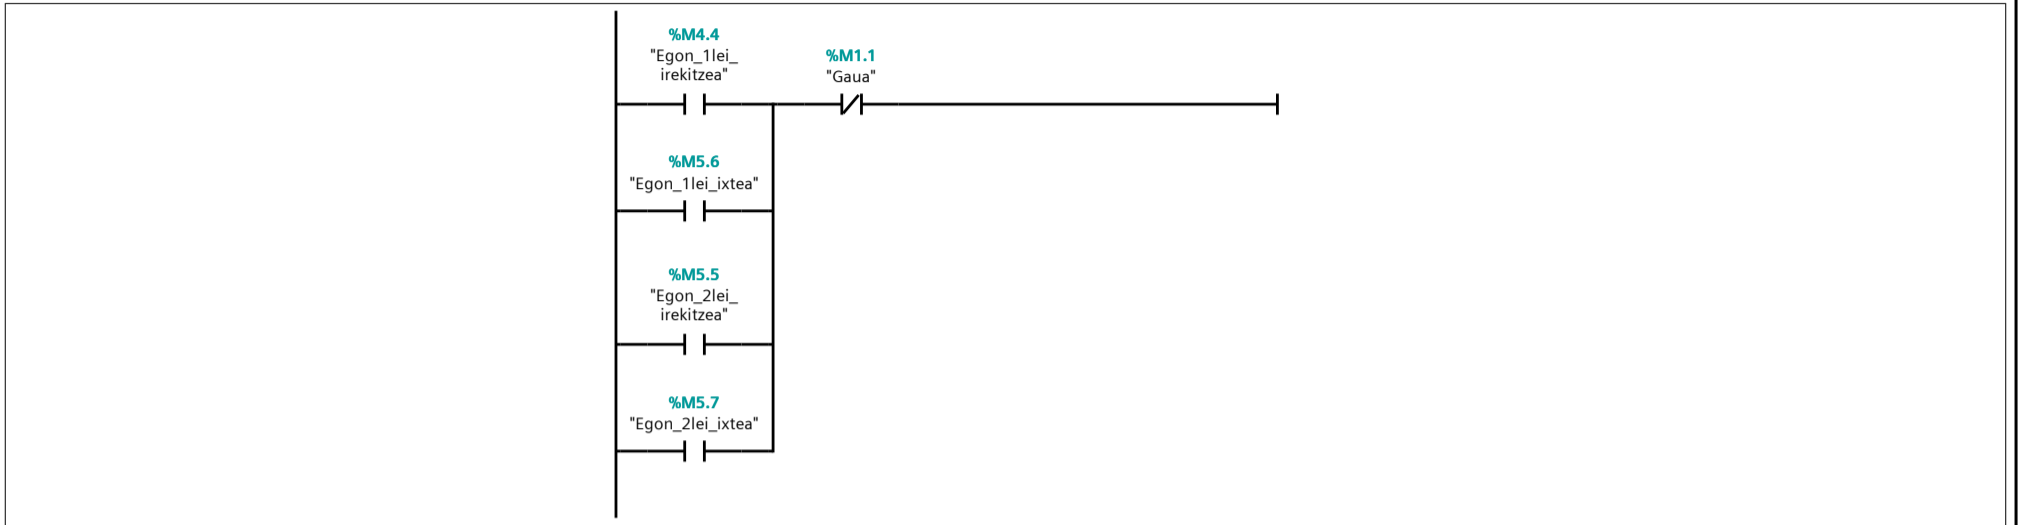 %M4.4
"Egon_1lei_
irekitzea"
%M1.1
"Gaua"
%M5.6
"Egon_1lei_ixtea"
%M5.5
"Egon_2lei_
irekitzea"
%M5.7
"Egon_2lei_ixtea"